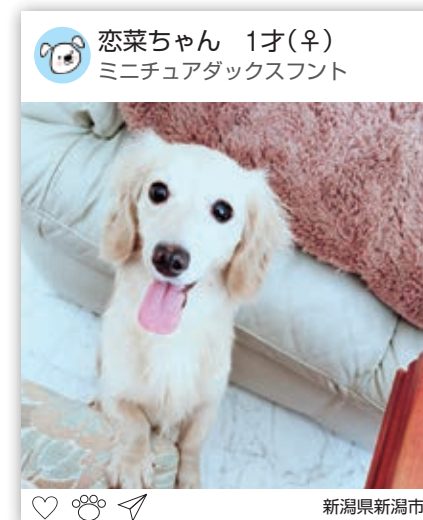 恋菜ちゃん　1才(♀)
ミニチュアダックスフント
新潟県新潟市